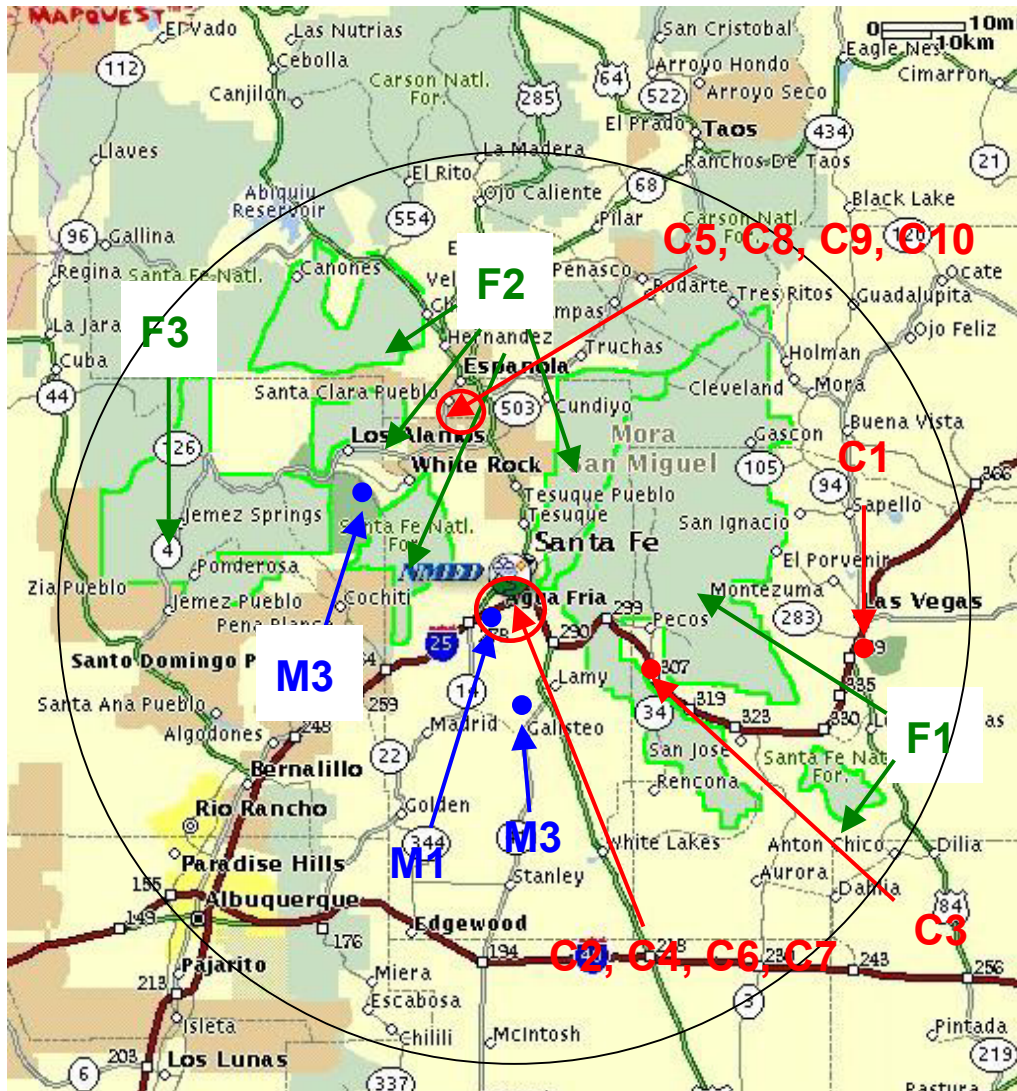 MAPQUEST
0 10mi
10km
El Vado
Las Nutrias
San Cristobal
Eagle Nes
112
Cebolla
Carson Natl.
For.
64
Arroyo Hondo
Cimarron
Canjilon
285
522
Arroyo Seco
El Prado
Taos
434
Llaves
La Madera
Ranchos De Taos
21
El Rito
Ojo Caliente
68
Abiquiu
Reservoir
554
Pilar
Carson Natl.
For.
Black Lake
96
Gallina
C5, C8, C9, C10
120
Regina
Santa Fe Natl.
Canones
F2
Penasco
Rodarte
Tres Ritos
Ocate
Guadalupita
La Jara
F3
Hernandez
Truchas
Ojo Feliz
Cuba
Espanola
Holman
44
Santa Clara Pueblo
503
Cundiyo
Cleveland
Mora
126
Los Alamos
Mora
Gascon
Buena Vista
White Rock
San Miguel
105
C1
366
Tesuque Pueblo
94
Sapello
Jemez Springs
Santa Fe Natl.
For.
Tesuque
San Ignacio
4
Santa Fe
El Porvenir
Zia Pueblo
Ponderosa
NMED
Montezuma
Jemez Pueblo
Cochiti
Agua Fria
299
283
Las Vegas
Pena Blanca
25
290
Pecos
Santo Domingo P
M3
Lamy
307
335
259
14
319
Santa Ana Pueblo
Madrid
Galisteo
34
323
330
F1
Algodones
248
22
San Jose
Santa Fe Nat
For.
Bernalillo
Rencona
Rio Rancho
Golden
344
M3
M1
White Lakes
Anton Chico
Dilia
Paradise Hills
Stanley
Aurora
Dahlia
155
Albuquerque
84
149
176
Edgewood
C3
C2, C4, C6, C7
194
218
243
256
Pajarito
213
Miera
3
Isleta
Escabosa
Chilili
McIntosh
Pintada
203
Los Lunas
219
6
337
Pastura